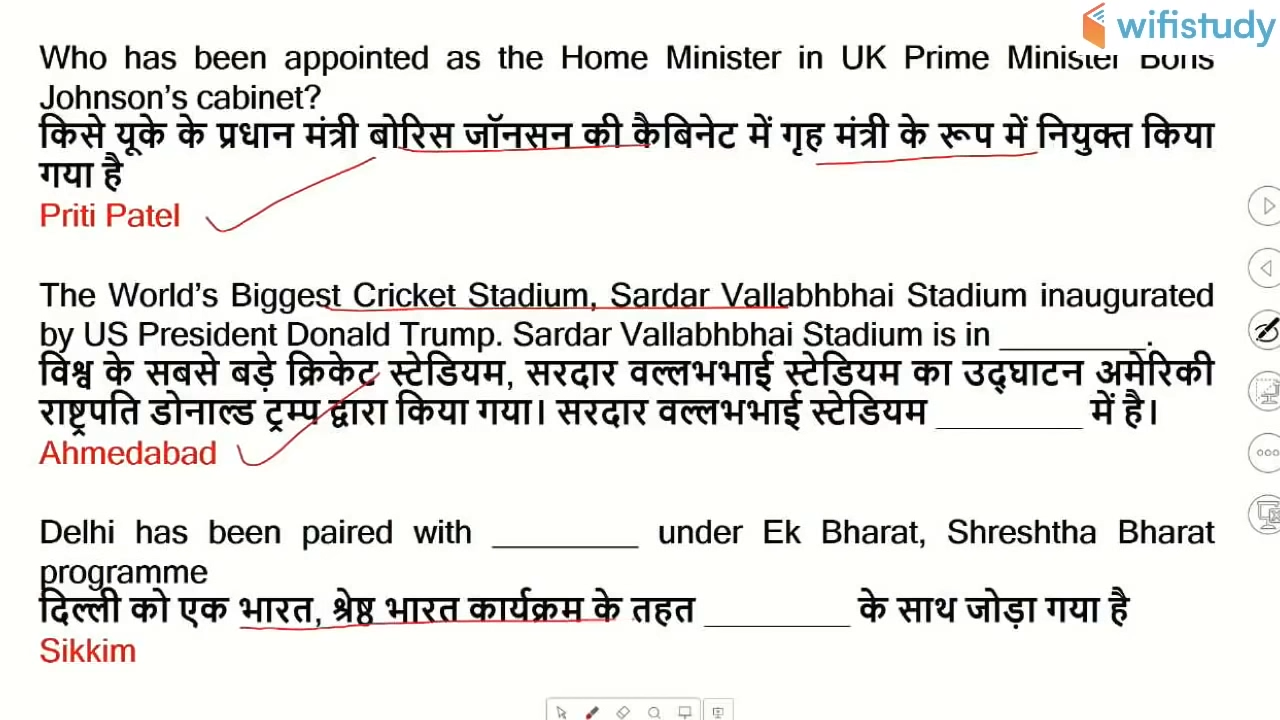 wifistudy
Who has been appointed as the Home Minister in UK Prime Minister Boris
Johnson's cabinet?
किसे यूके के प्रधान मंत्री बोरिस जॉनसन की कैबिनेट में गृह मंत्री के रूप में नियुक्त किया
गया है
Priti Patel
The World's Biggest Cricket Stadium, Sardar Vallabhbhai Stadium inaugurated
by US President Donald Trump. Sardar Vallabhbhai Stadium is in ________.
विश्व के सबसे बड़े क्रिकेट स्टेडियम, सरदार वल्लभभाई स्टेडियम का उद्घाटन अमेरिकी
राष्ट्रपति डोनाल्ड ट्रम्प द्वारा किया गया। सरदार वल्लभभाई स्टेडियम ________ में है।
Ahmedabad
Delhi has been paired with ________ under Ek Bharat, Shreshtha Bharat
programme
दिल्ली को एक भारत, श्रेष्ठ भारत कार्यक्रम के तहत ________ के साथ जोड़ा गया है
Sikkim